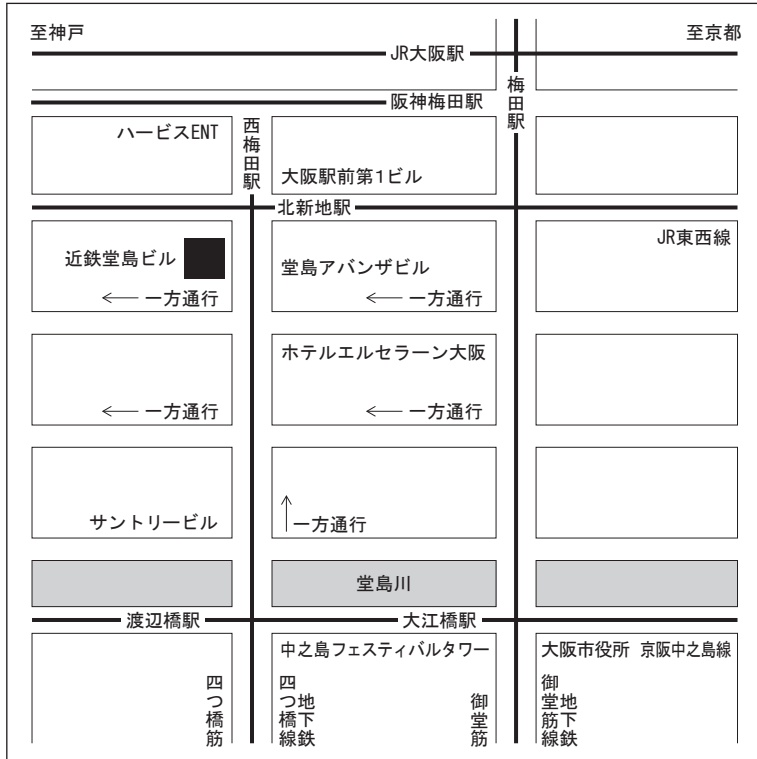 至神戸
至京都
JR大阪駅
阪神梅田駅
梅田駅
ハービスENT
西梅田駅
大阪駅前第1ビル
北新地駅
JR東西線
近鉄堂島ビル
堂島アバンザビル
← 一方通行
← 一方通行
ホテルエルセラーン大阪
← 一方通行
← 一方通行
サントリービル
↑一方通行
堂島川
渡辺橋駅
大江橋駅
中之島フェスティバルタワー
大阪市役所 京阪中之島線
四つ橋筋
地下鉄
四つ橋線
御堂筋
地下鉄
御堂筋線